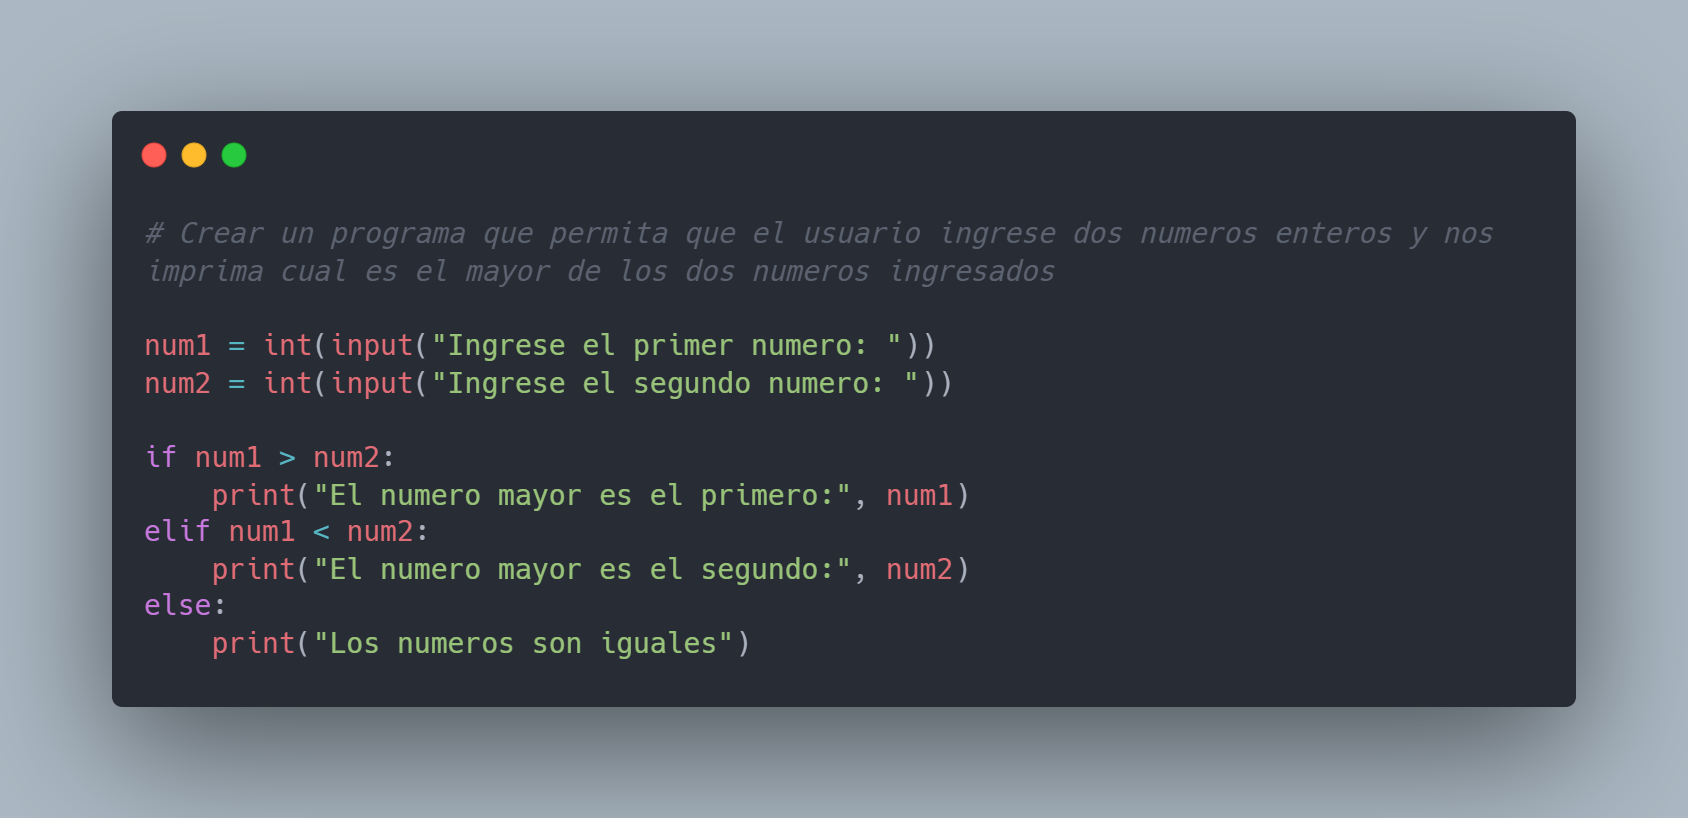 # Crear un programa que permita que el usuario ingrese dos numeros enteros y nos
imprima cual es el mayor de los dos numeros ingresados
num1 = int(input("Ingrese el primer numero: "))
num2 = int(input("Ingrese el segundo numero: "))
if num1 > num2:
    print("El numero mayor es el primero:", num1)
elif num1 < num2:
    print("El numero mayor es el segundo:", num2)
else:
    print("Los numeros son iguales")